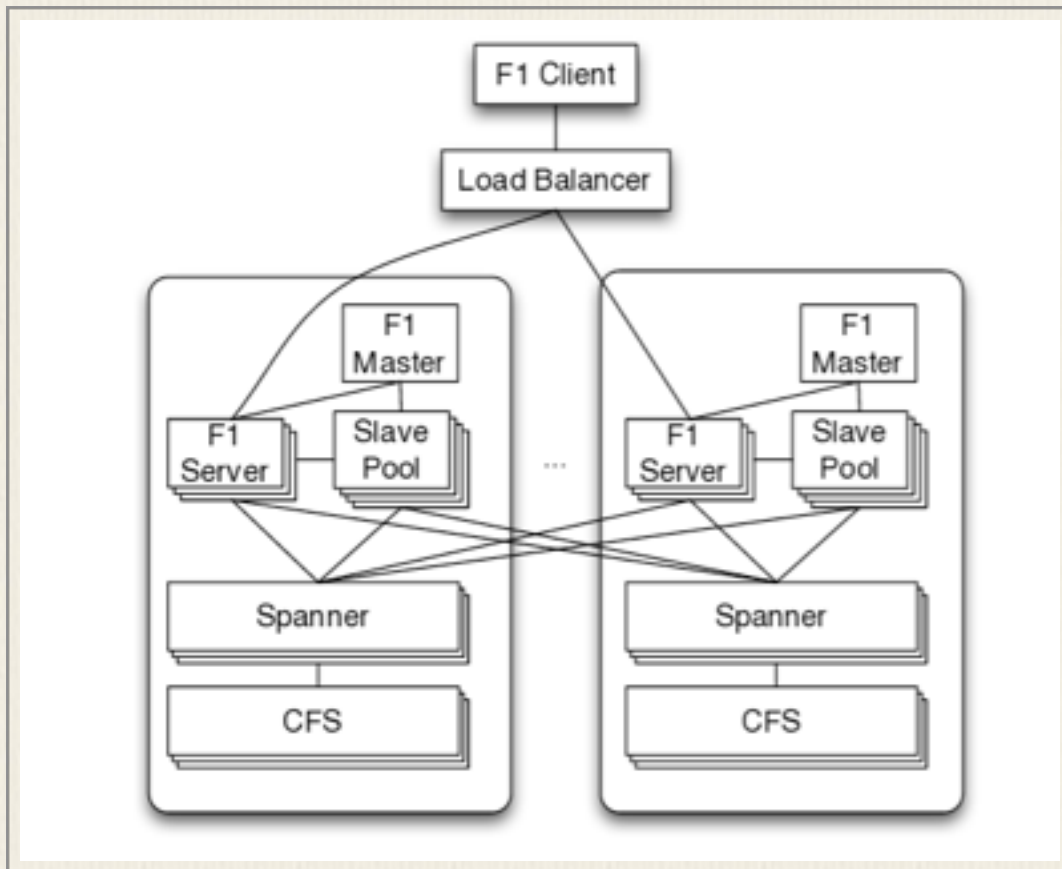 F1 Client
Load Balancer
F1
Master
F1
Server
Slave
Pool
Spanner
CFS
...
F1
Master
F1
Server
Slave
Pool
Spanner
CFS